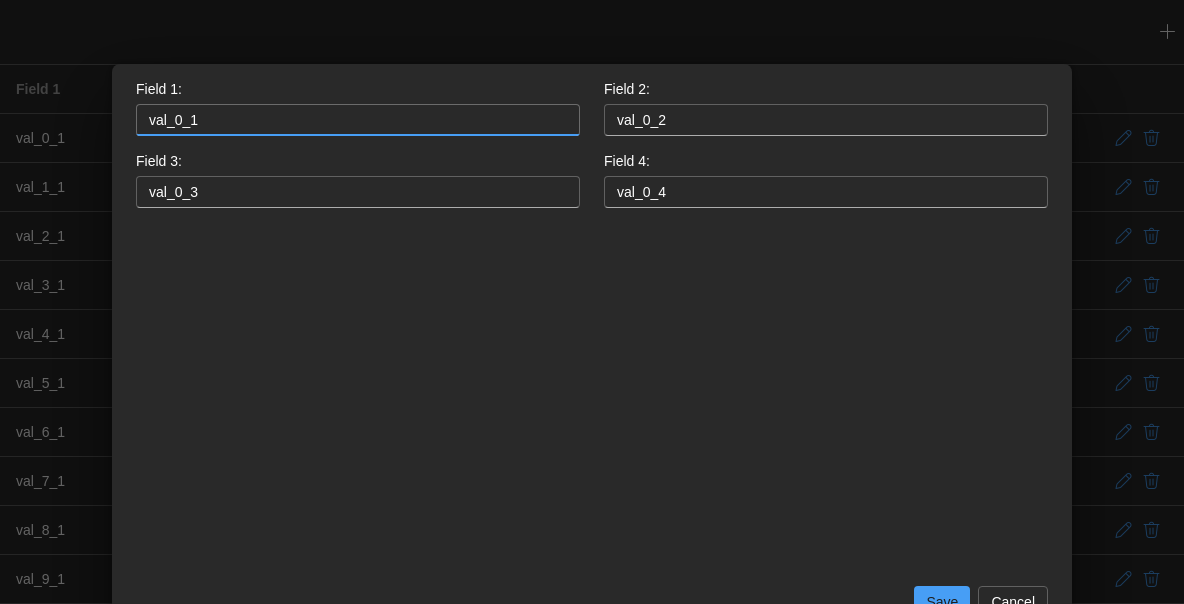 Field 1
val_0_1
val_1_1
val_2_1
val_3_1
val_4_1
val_5_1
val_6_1
val_7_1
val_8_1
val_9_1
Field 1:
val_0_1
Field 2:
val_0_2
Field 3:
val_0_3
Field 4:
val_0_4
Save
Cancel